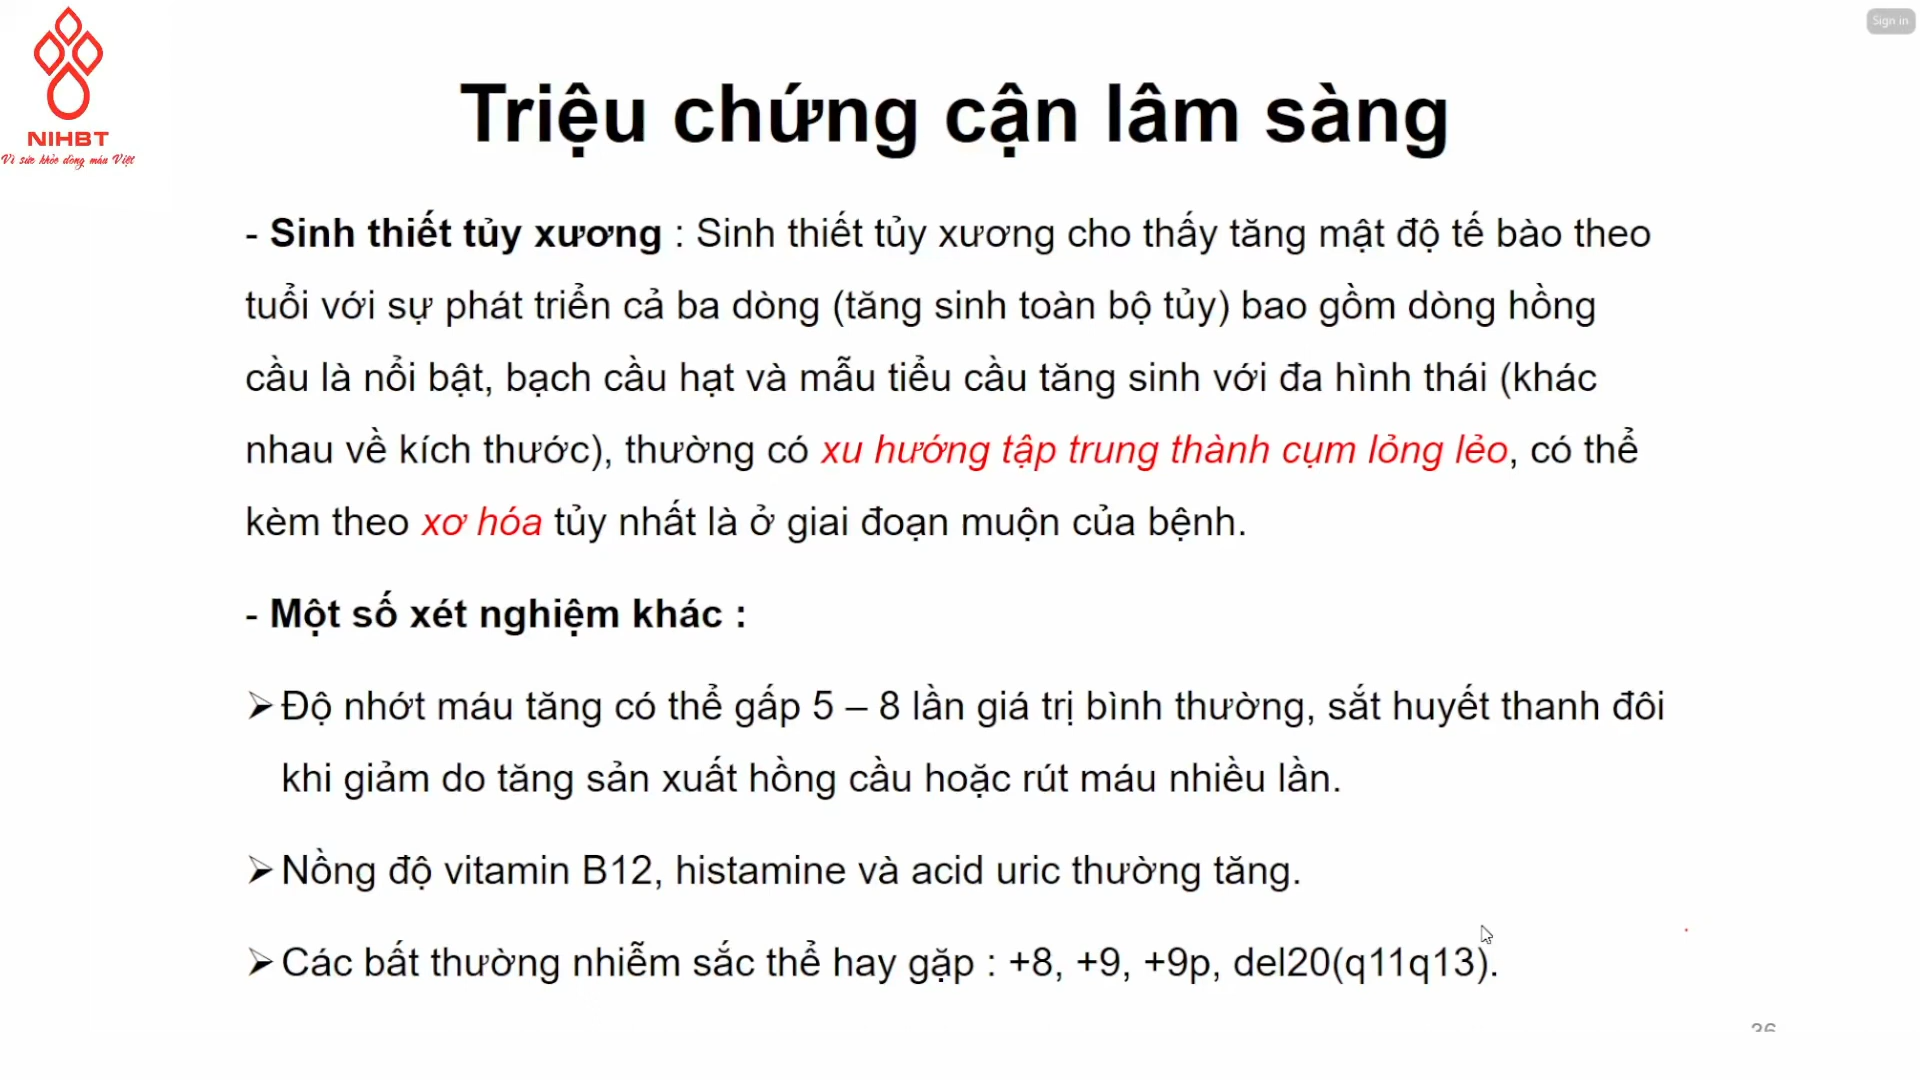 Sign in
NIHBT
Vì sức khỏe dòng máu Việt
Triệu chứng cận lâm sàng
- Sinh thiết tủy xương : Sinh thiết tủy xương cho thấy tăng mật độ tế bào theo
tuổi với sự phát triển cả ba dòng (tăng sinh toàn bộ tủy) bao gồm dòng hồng
cầu là nổi bật, bạch cầu hạt và mẫu tiểu cầu tăng sinh với đa hình thái (khác
nhau về kích thước), thường có xu hướng tập trung thành cụm lỏng lẻo, có thể
kèm theo xơ hóa tủy nhất là ở giai đoạn muộn của bệnh.
- Một số xét nghiệm khác :
➢ Độ nhớt máu tăng có thể gấp 5 – 8 lần giá trị bình thường, sắt huyết thanh đôi
khi giảm do tăng sản xuất hồng cầu hoặc rút máu nhiều lần.
➢ Nồng độ vitamin B12, histamine và acid uric thường tăng.
➢ Các bất thường nhiễm sắc thể hay gặp : +8, +9, +9p, del20(q11q13).
36